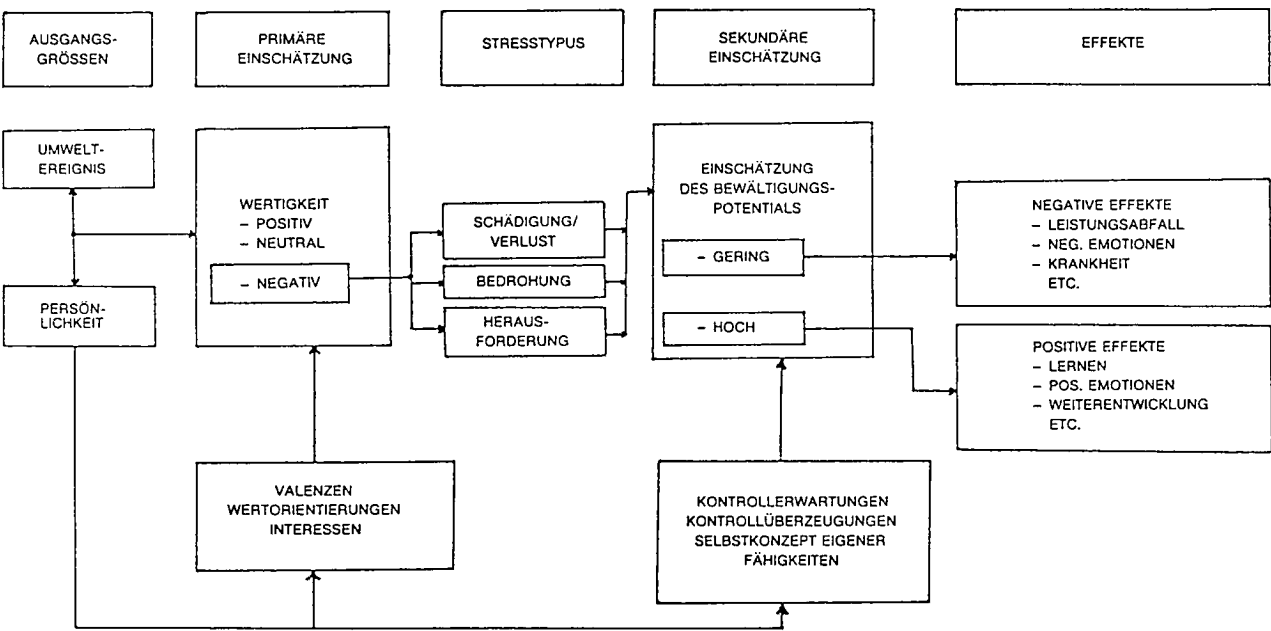 AUSGANGS-
GRÖSSEN
PRIMÄRE
EINSCHÄTZUNG
STRESSTYPUS
SEKUNDÄRE
EINSCHÄTZUNG
EFFEKTE
UMWELT-
EREIGNIS
PERSÖN-
LICHKEIT
WERTIGKEIT
– POSITIV
– NEUTRAL
– NEGATIV
SCHÄDIGUNG/
VERLUST
BEDROHUNG
HERAUS-
FORDERUNG
EINSCHÄTZUNG
DES BEWÄLTIGUNGS-
POTENTIALS
– GERING
– HOCH
NEGATIVE EFFEKTE
– LEISTUNGSABFALL
– NEG. EMOTIONEN
– KRANKHEIT
ETC.
POSITIVE EFFEKTE
– LERNEN
– POS. EMOTIONEN
– WEITERENTWICKLUNG
ETC.
VALENZEN
WERTORIENTIERUNGEN
INTERESSEN
KONTROLLERWARTUNGEN
KONTROLLÜBERZEUGUNGEN
SELBSTKONZEPT EIGENER
FÄHIGKEITEN